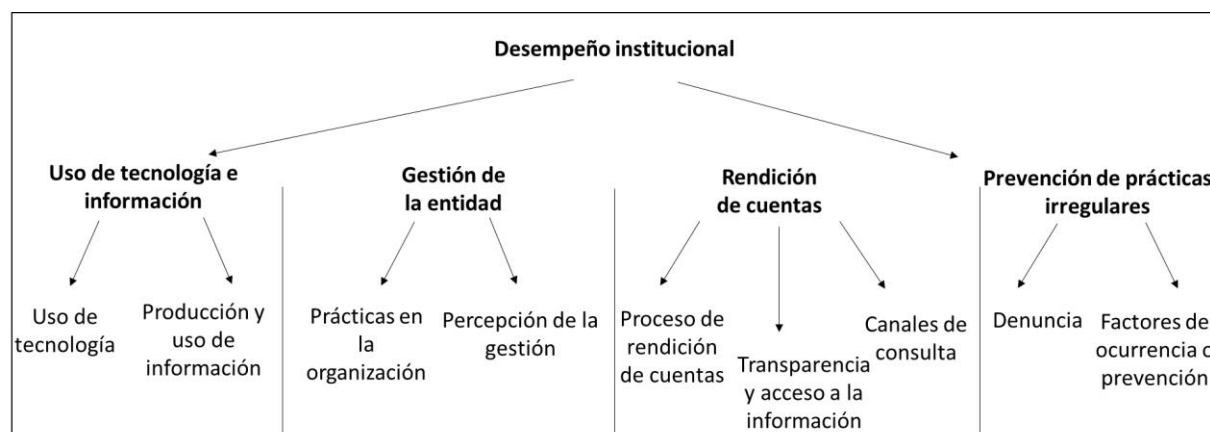 Desempeño institucional
Uso de tecnología e
información
Gestión de
la entidad
Rendición
de cuentas
Prevención de prácticas
irregulares
Uso de
tecnología
Producción y
uso de
información
Prácticas en
la
organización
Percepción de la
gestión
Proceso de
rendición
de cuentas
Transparencia
y acceso a la
información
Canales de
consulta
Denuncia
Factores de
ocurrencia o
prevención